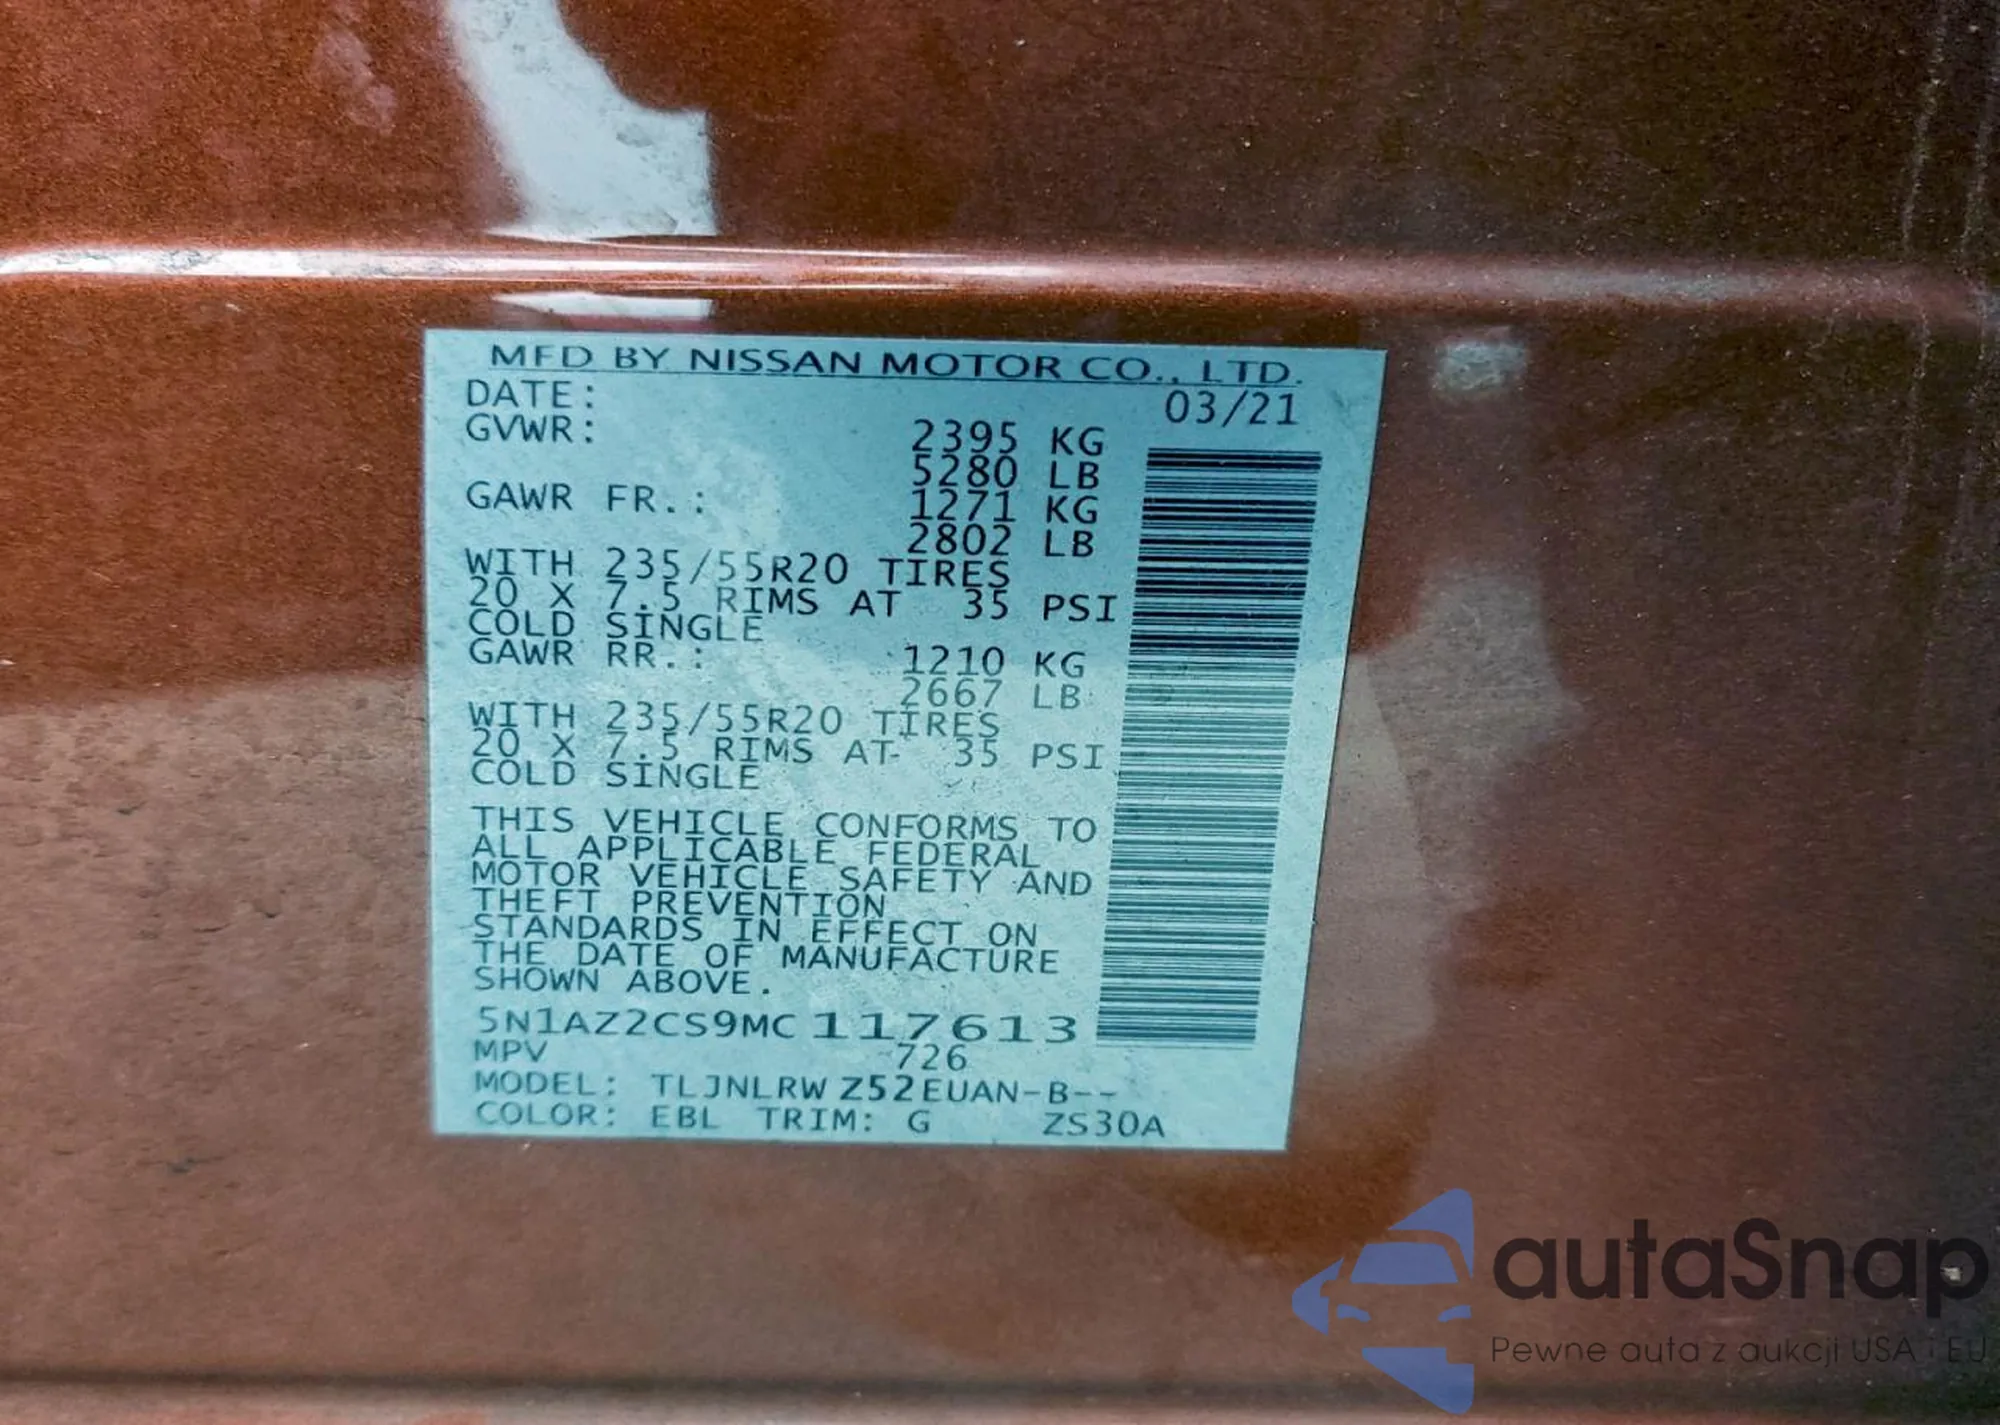 MFD BY NISSAN MOTOR CO., LTD.
DATE: 03/21
GVWR: 2395 KG
5280 LB
GAWR FR.: 1271 KG
2802 LB
WITH 235/55R20 TIRES
20 X 7.5 RIMS AT 35 PSI
COLD SINGLE
GAWR RR.: 1210 KG
2667 LB
WITH 235/55R20 TIRES
20 X 7.5 RIMS AT 35 PSI
COLD SINGLE
THIS VEHICLE CONFORMS TO
ALL APPLICABLE FEDERAL
MOTOR VEHICLE SAFETY AND
THEFT PREVENTION
STANDARDS IN EFFECT ON
THE DATE OF MANUFACTURE
SHOWN ABOVE.
5N1AZ2CS9MC117613
MPV 726
MODEL: TLJNLRW Z52EUAN-B--
COLOR: EBL TRIM: G ZS30A
autaSnap
Pewne auta z aukcji USA i EU